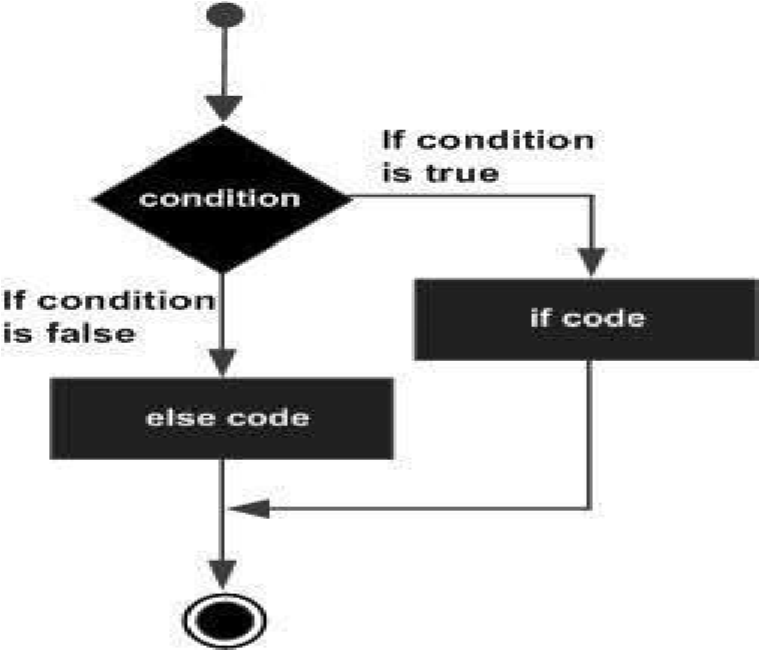 If condition
is true
condition
If condition
is false
if code
else code